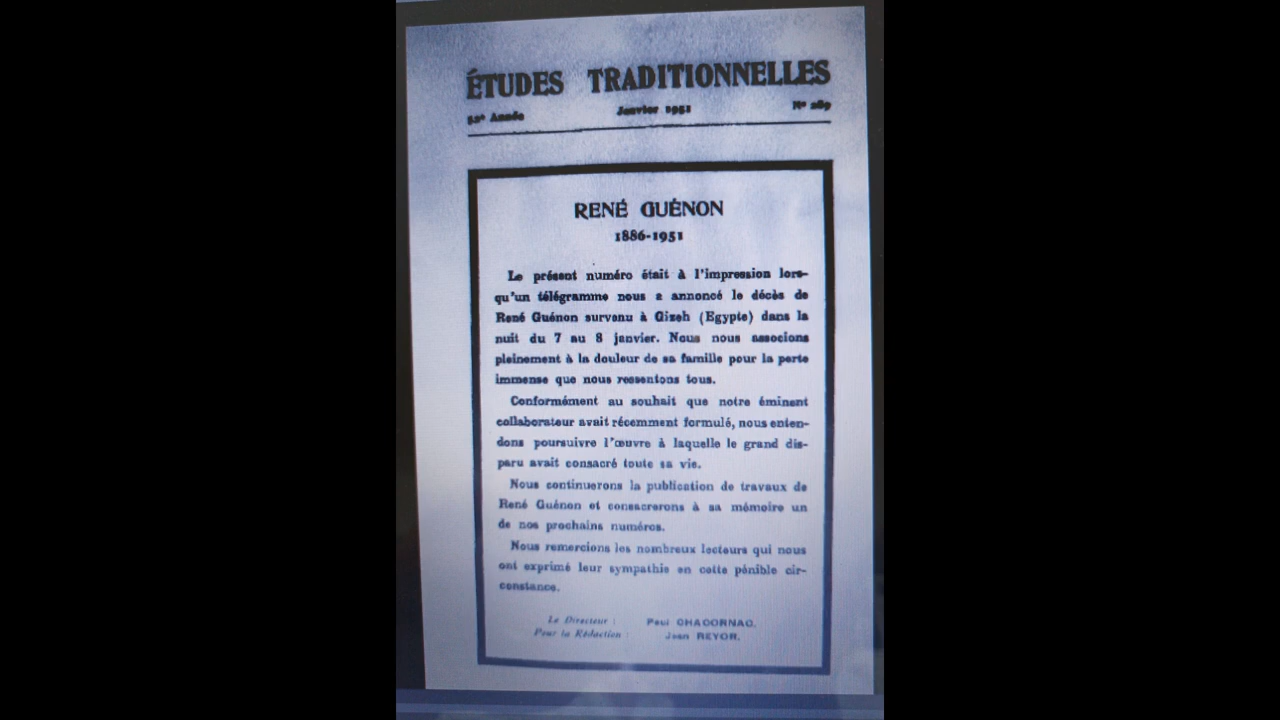 ÉTUDES TRADITIONNELLES
52e Année Janvier 1951 No 289
RENÉ GUÉNON
1886-1951
Le présent numéro était à l'impression lors-
qu'un télégramme nous a annoncé le décès de
René Guénon survenu à Gizeh (Egypte) dans la
nuit du 7 au 8 janvier. Nous nous associons
pleinement à la douleur de sa famille pour la perte
immense que nous ressentons tous.
Conformément au souhait que notre éminent
collaborateur avait récemment formulé, nous enten-
dons poursuivre l'œuvre à laquelle le grand dis-
paru avait consacré toute sa vie.
Nous continuerons la publication de travaux de
René Guénon et consacrerons à sa mémoire un
de nos prochains numéros.
Nous remercions les nombreux lecteurs qui nous
ont exprimé leur sympathie en cette pénible cir-
constance.
Le Directeur : Paul CHACORNAC.
Pour la Rédaction : Jean REYOR.